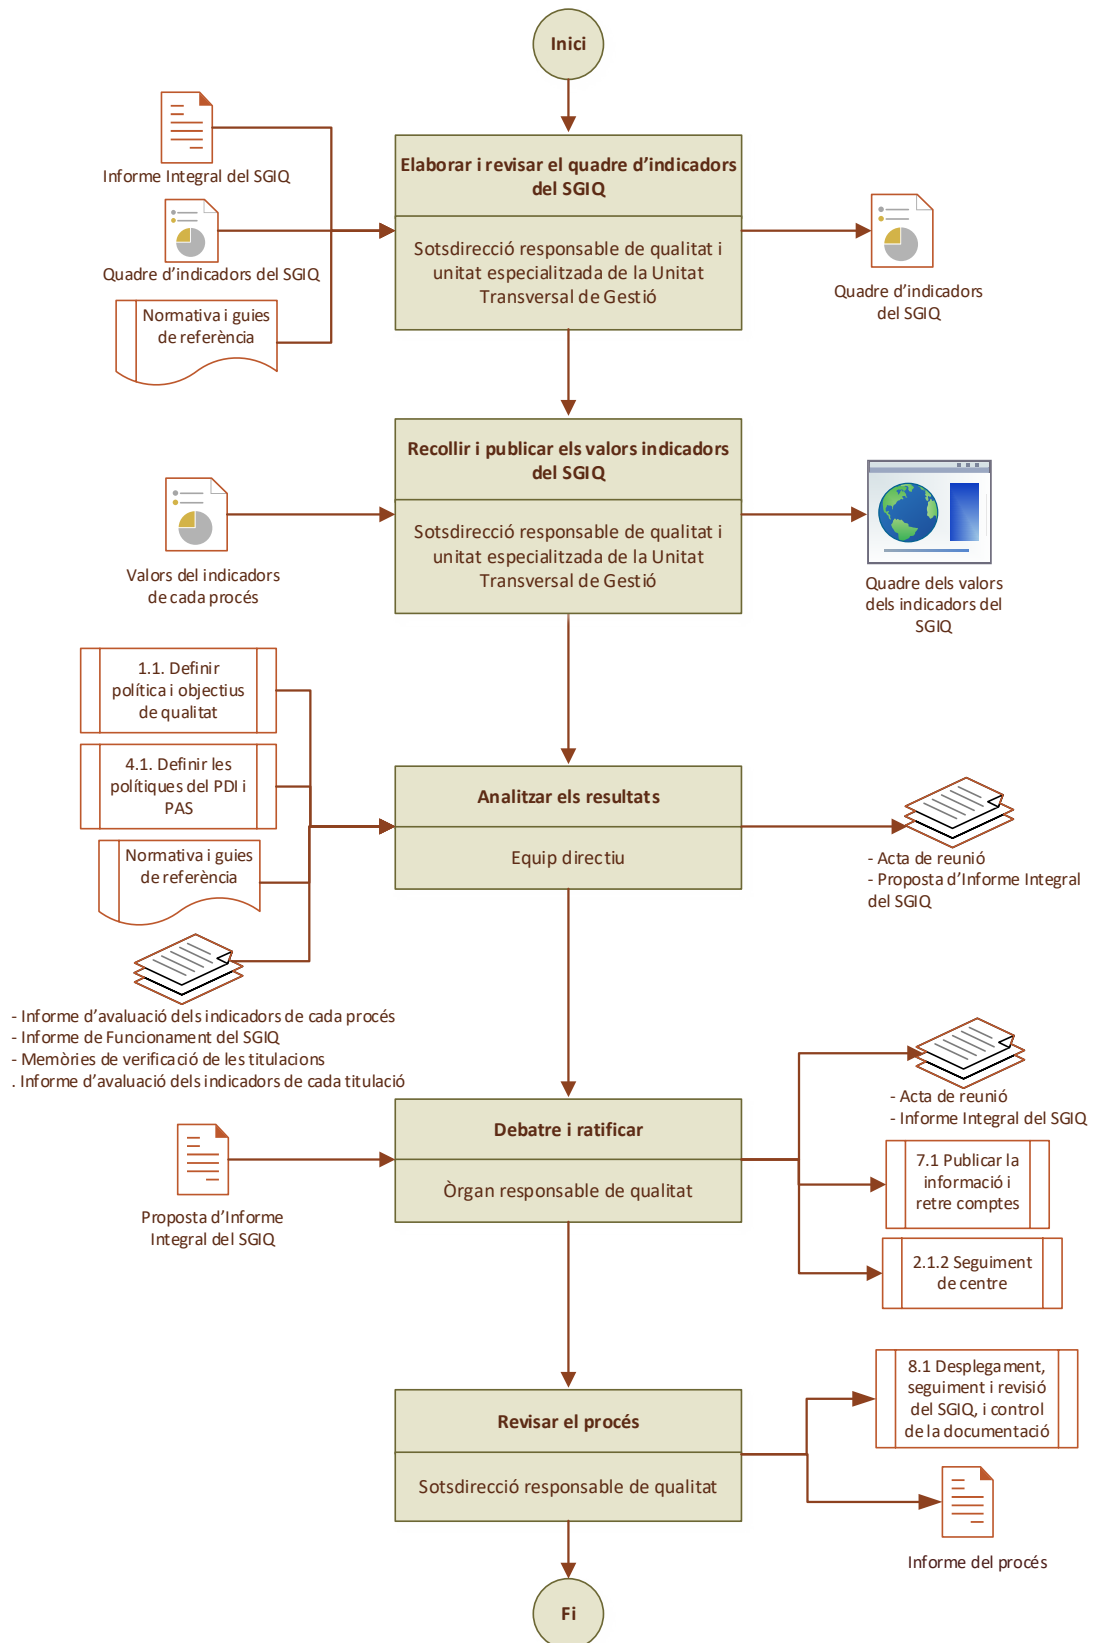 Inici
Informe Integral del SGIQ
Quadre d'indicadors del SGIQ
Normativa i guies
de referència
Elaborar i revisar el quadre d'indicadors
del SGIQ
Sotsdirecció responsable de qualitat i
unitat especialitzada de la Unitat
Transversal de Gestió
Quadre d'indicadors
del SGIQ
Valors del indicadors
de cada procés
Recollir i publicar els valors indicadors
del SGIQ
Sotsdirecció responsable de qualitat i
unitat especialitzada de la Unitat
Transversal de Gestió
Quadre dels valors
dels indicadors del
SGIQ
1.1. Definir
política i objectius
de qualitat
4.1. Definir les
polítiques del PDI i
PAS
Normativa i guies
de referència
- Informe d'avaluació dels indicadors de cada procés
- Informe de Funcionament del SGIQ
- Memòries de verificació de les titulacions
. Informe d'avaluació dels indicadors de cada titulació
Analitzar els resultats
Equip directiu
- Acta de reunió
- Proposta d'Informe Integral
del SGIQ
Proposta d'Informe
Integral del SGIQ
Debatre i ratificar
Òrgan responsable de qualitat
- Acta de reunió
- Informe Integral del SGIQ
7.1 Publicar la
informació i
retre comptes
2.1.2 Seguiment
de centre
Revisar el procés
Sotsdirecció responsable de qualitat
8.1 Desplegament,
seguiment i revisió
del SGIQ, i control
de la documentació
Informe del procés
Fi